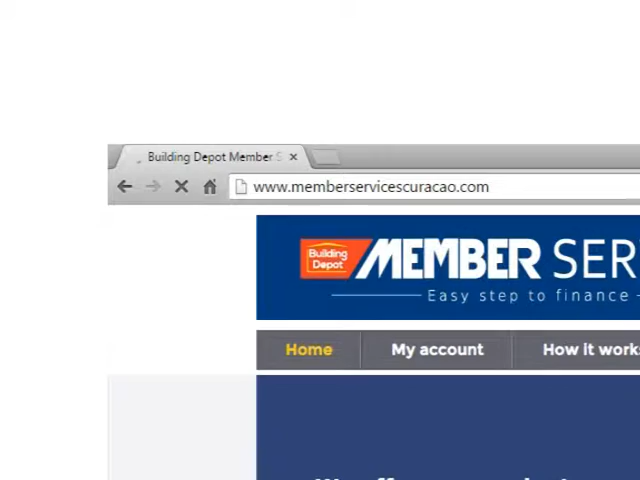 Building Depot Member S
www.memberservicescuracao.com
Building
Depot
MEMBER SER
Easy step to finance
Home
My account
How it works